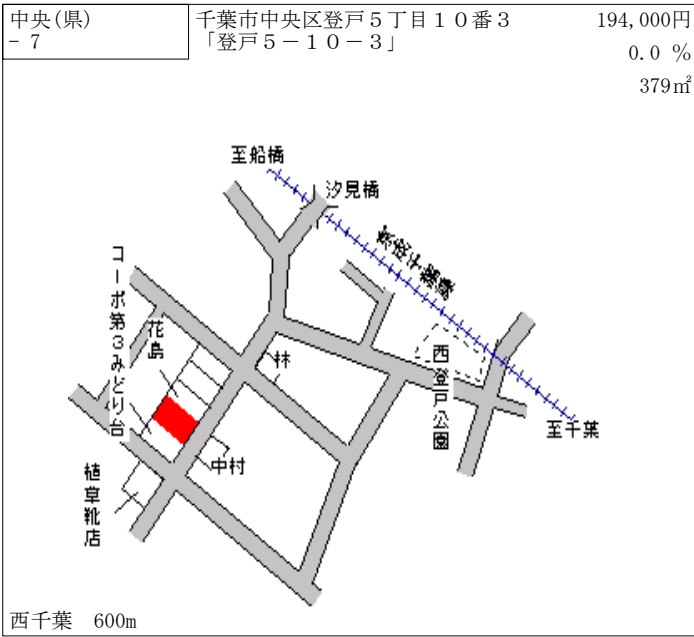 中央(県)
- 7
千葉市中央区登戸５丁目１０番３
「登戸５－１０－３」
194,000円
0.0 %
379㎡
至船橋
汐見橋
京成千葉線
コーポ第3みどり台
花島
林
西登戸公園
至千葉
中村
植草靴店
西千葉 600m